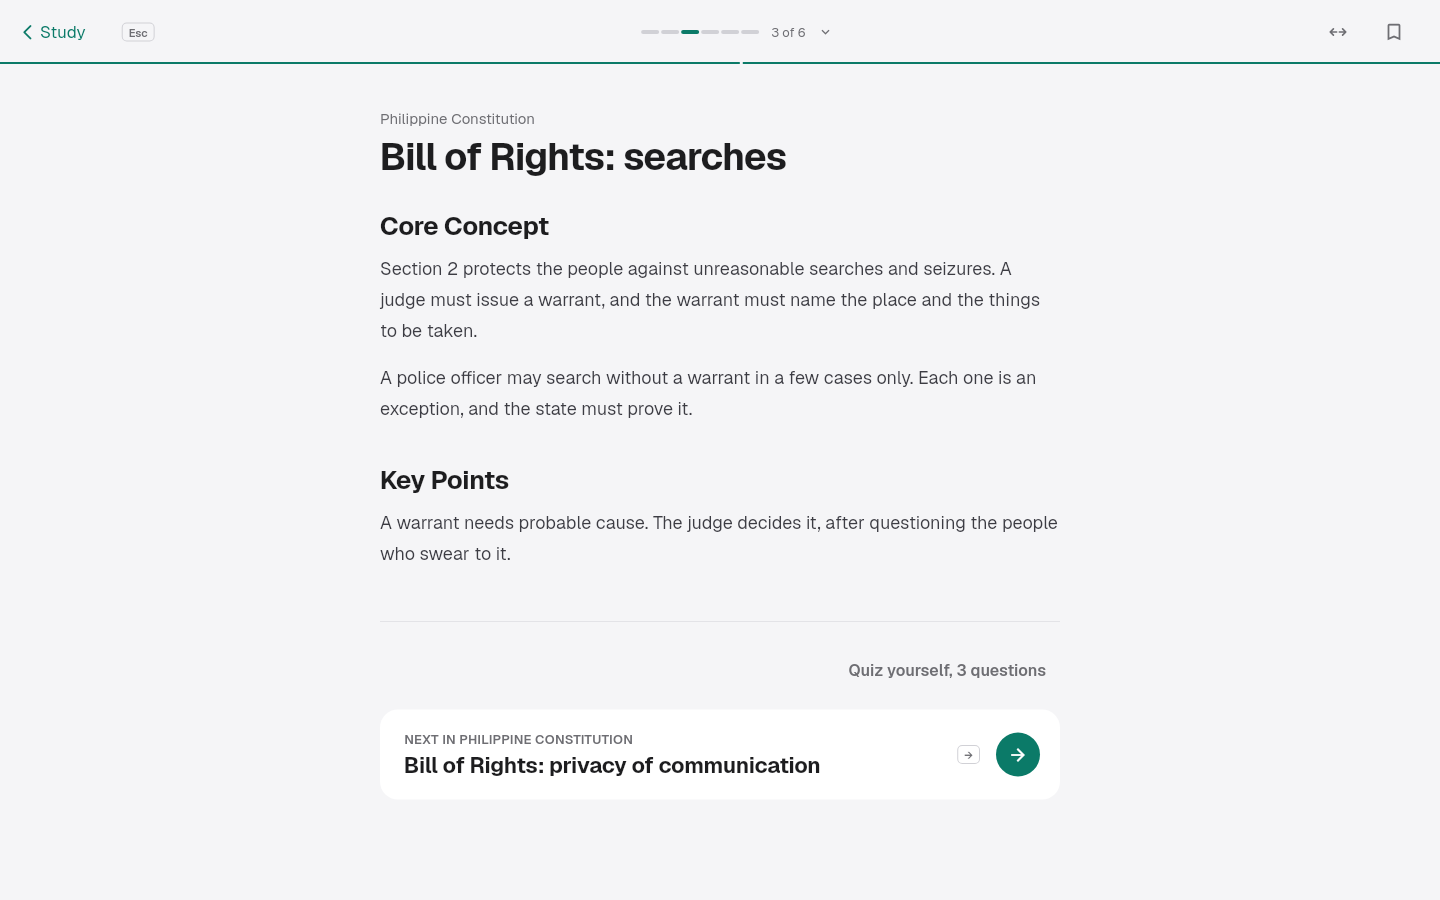 Study
Esc
3 of 6
Philippine Constitution
Bill of Rights: searches
Core Concept
Section 2 protects the people against unreasonable searches and seizures. A
judge must issue a warrant, and the warrant must name the place and the things
to be taken.
A police officer may search without a warrant in a few cases only. Each one is an
exception, and the state must prove it.
Key Points
A warrant needs probable cause. The judge decides it, after questioning the people
who swear to it.
Quiz yourself, 3 questions
NEXT IN PHILIPPINE CONSTITUTION
Bill of Rights: privacy of communication